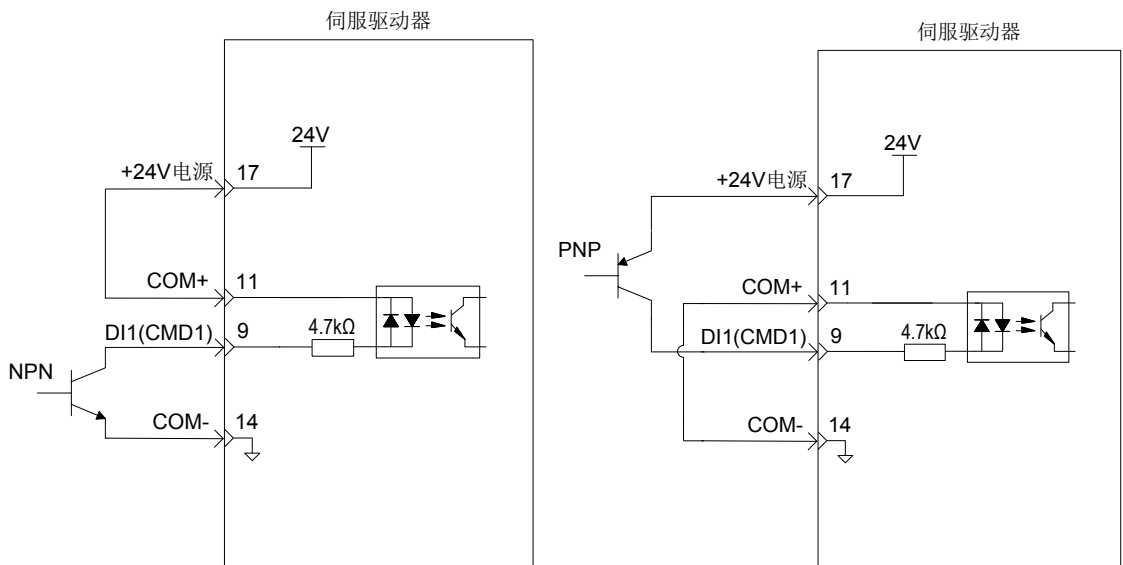 伺服驱动器
24V
+24V电源
17
COM+
11
DI1(CMD1)
9
4.7kΩ
NPN
COM-
14
伺服驱动器
24V
+24V电源
17
PNP
COM+
11
DI1(CMD1)
9
4.7kΩ
COM-
14